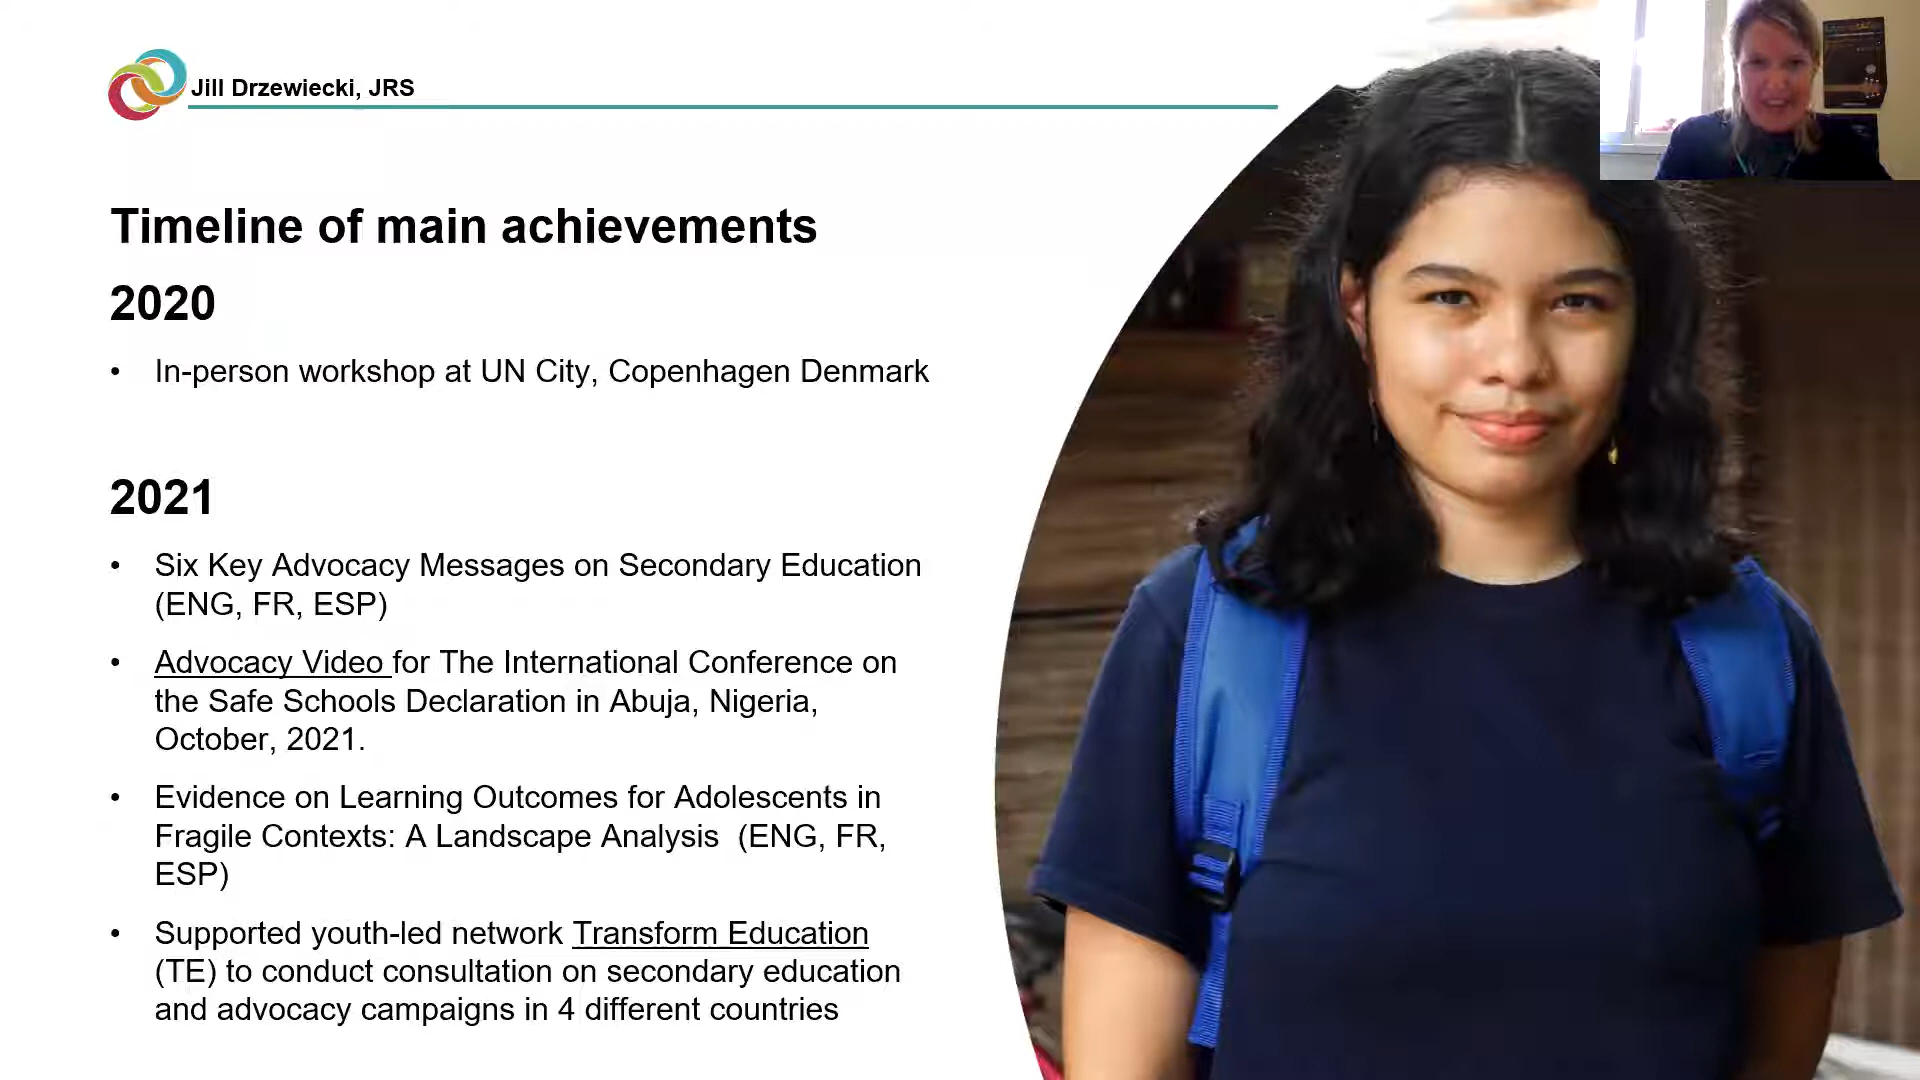 Jill Drzewiecki, JRS
Timeline of main achievements
2020
• In-person workshop at UN City, Copenhagen Denmark
2021
• Six Key Advocacy Messages on Secondary Education
(ENG, FR, ESP)
• Advocacy Video for The International Conference on
the Safe Schools Declaration in Abuja, Nigeria,
October, 2021.
• Evidence on Learning Outcomes for Adolescents in
Fragile Contexts: A Landscape Analysis  (ENG, FR,
ESP)
• Supported youth-led network Transform Education
(TE) to conduct consultation on secondary education
and advocacy campaigns in 4 different countries